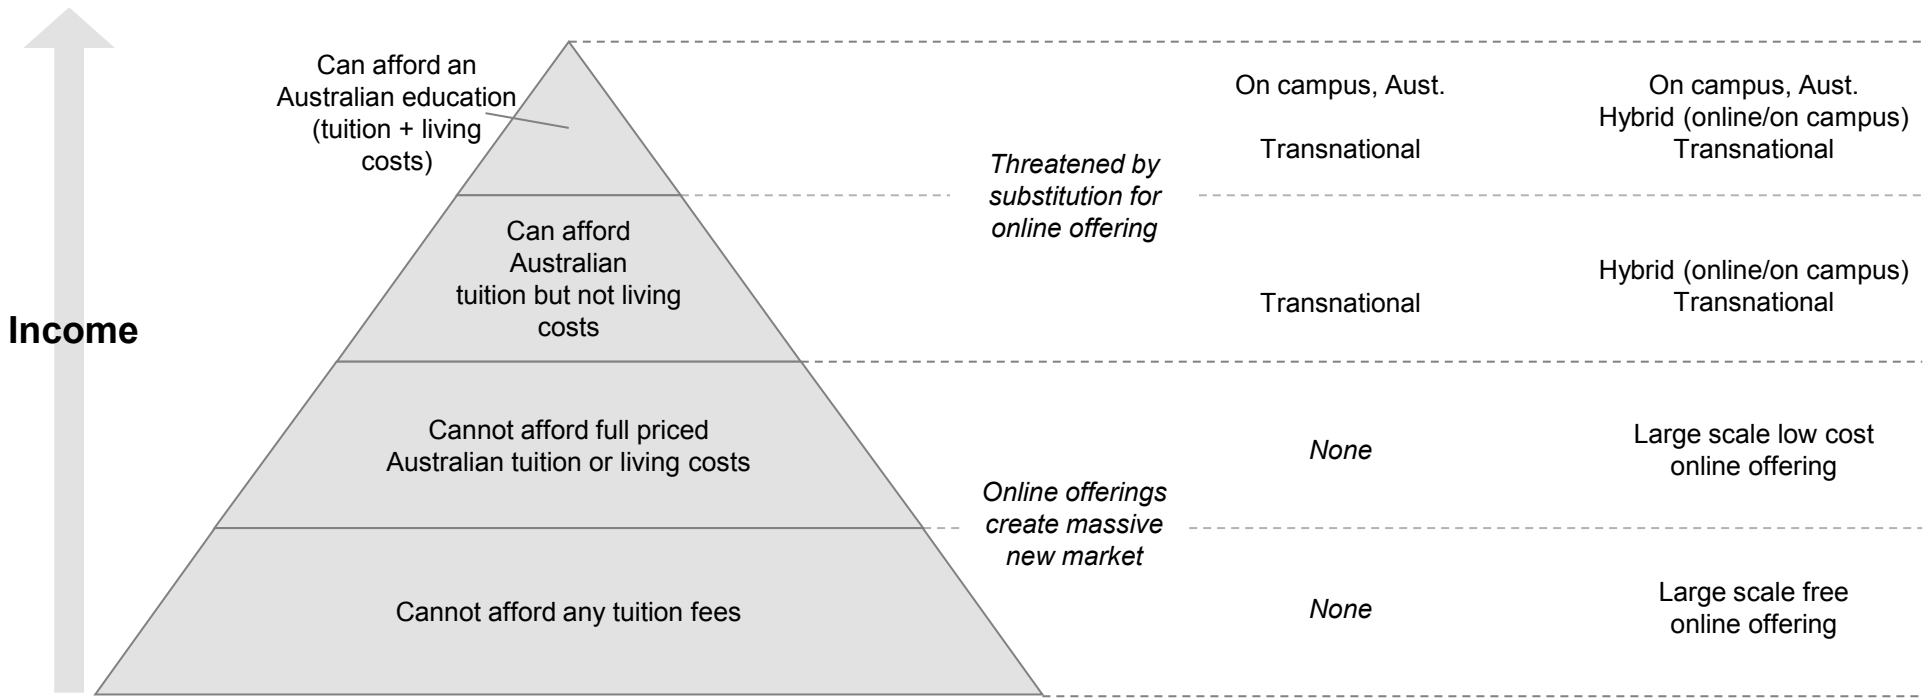 Income
Can afford an
Australian education
(tuition + living
costs)
Can afford
Australian
tuition but not living
costs
Cannot afford full priced
Australian tuition or living costs
Cannot afford any tuition fees
Threatened by
substitution for
online offering
Online offerings
create massive
new market
On campus, Aust.
Transnational
Transnational
None
None
On campus, Aust.
Hybrid (online/on campus)
Transnational
Hybrid (online/on campus)
Transnational
Large scale low cost
online offering
Large scale free
online offering